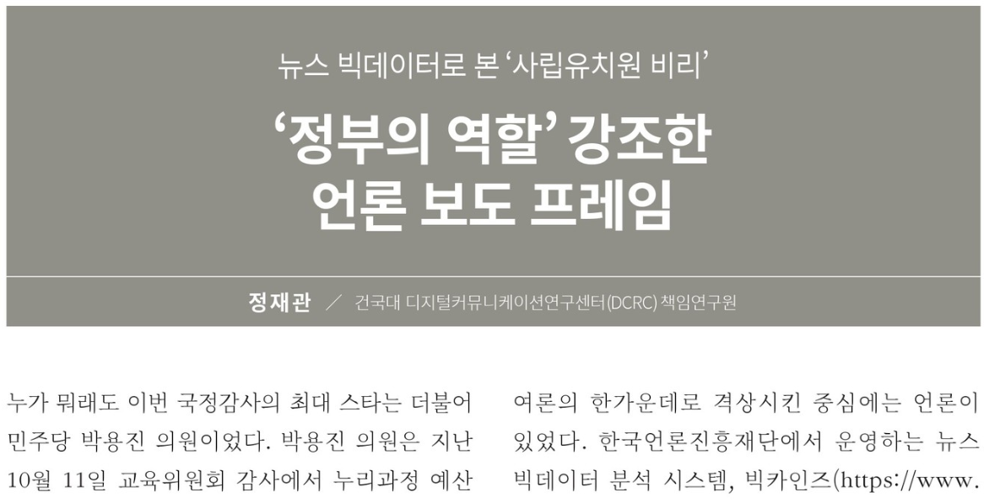 뉴스 빅데이터로 본 ‘사립유치원 비리’
‘정부의 역할’ 강조한
언론 보도 프레임
정재관 ／ 건국대 디지털커뮤니케이션연구센터(DCRC) 책임연구원
누가 뭐래도 이번 국정감사의 최대 스타는 더불어
민주당 박용진 의원이었다. 박용진 의원은 지난
10월 11일 교육위원회 감사에서 누리과정 예산
여론의 한가운데로 격상시킨 중심에는 언론이
있었다. 한국언론진흥재단에서 운영하는 뉴스
빅데이터 분석 시스템, 빅카인즈(https://www.